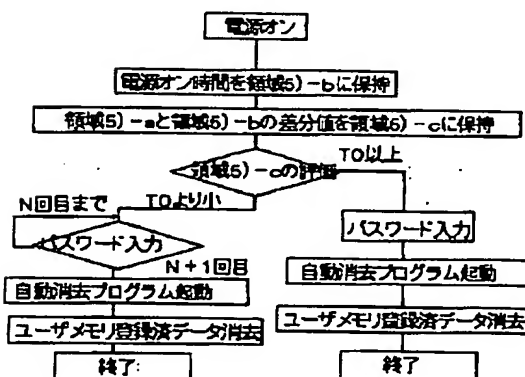 電源オン
電源オン時間を領域5)-bに保持
領域5)-aと領域5)-bの差分値を領域5)-cに保持
領域5)-cの評価
T0以上
T0より小
N回目まで
パスワード入力
パスワード入力
N+1回目
自動消去プログラム起動
自動消去プログラム起動
ユーザメモリ登録済データ消去
ユーザメモリ登録済データ消去
終了
終了